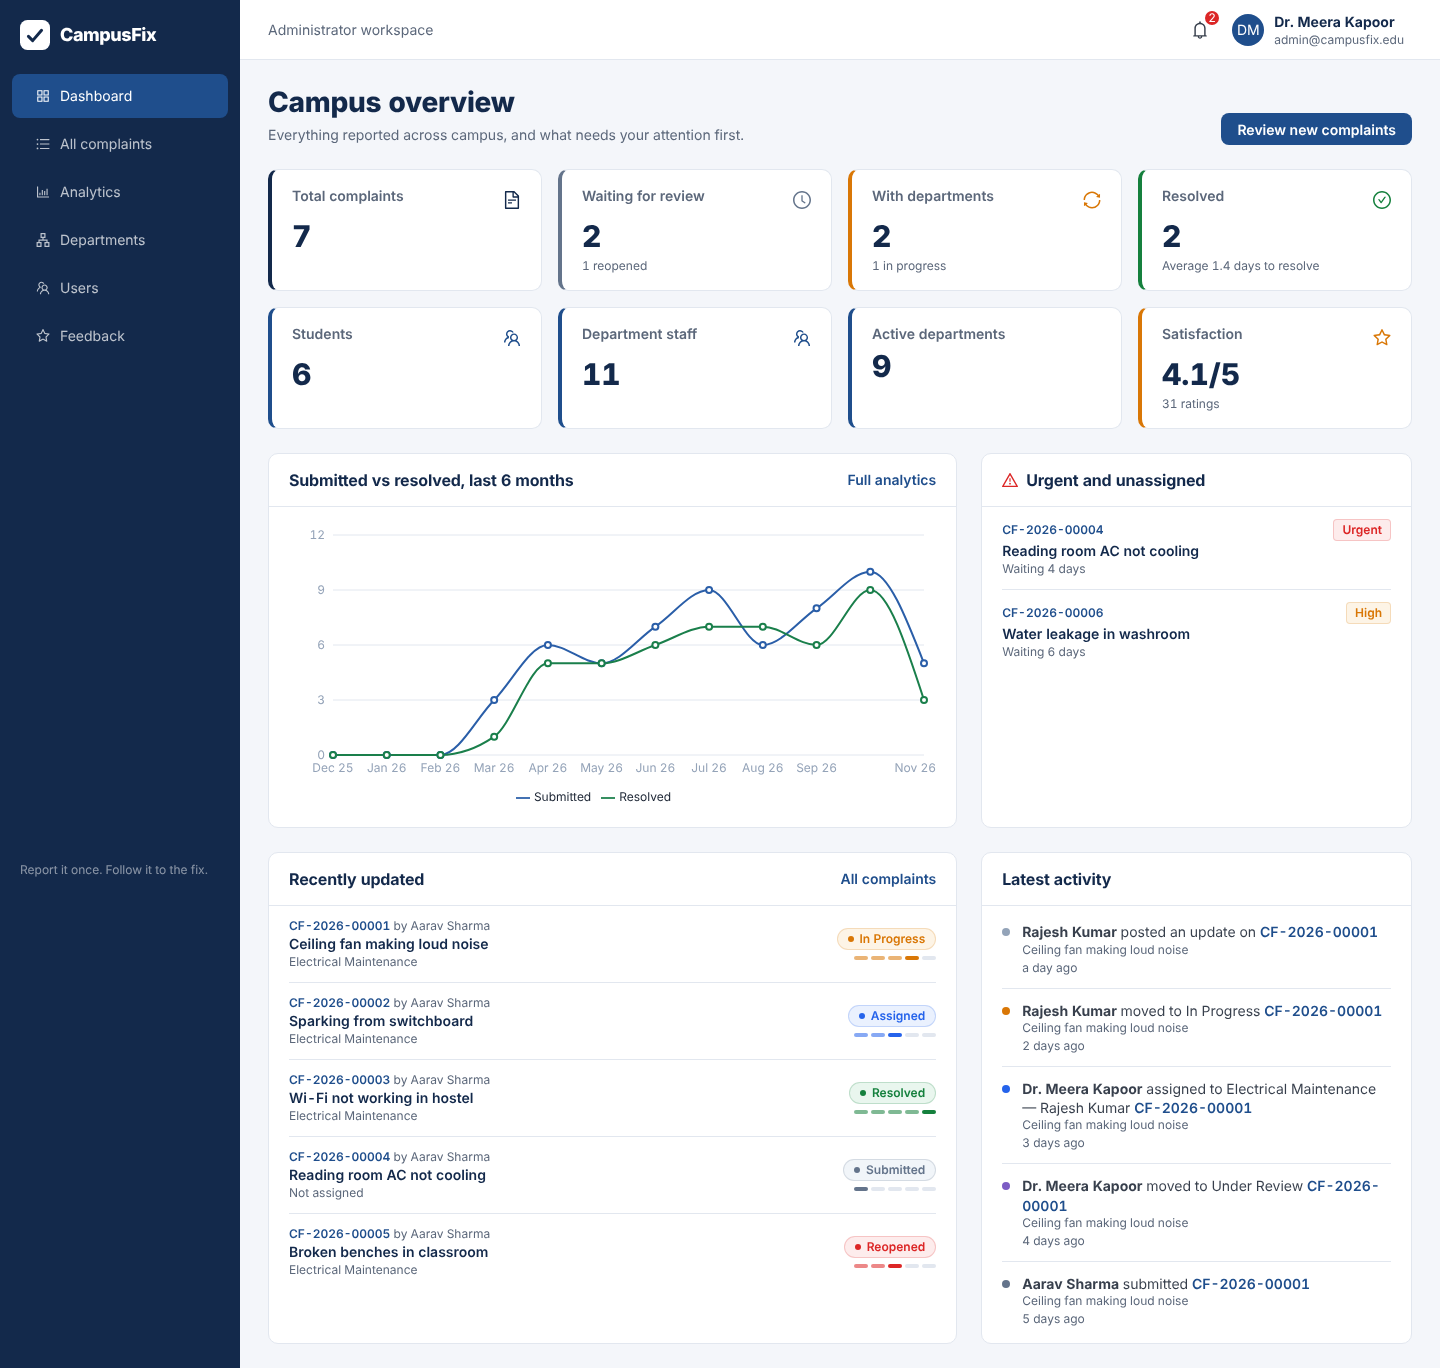 CampusFix
Dashboard
All complaints
Analytics
Departments
Users
Feedback
Report it once. Follow it to the fix.
Administrator workspace
2
DM
Dr. Meera Kapoor
admin@campusfix.edu
Campus overview
Everything reported across campus, and what needs your attention first.
Review new complaints
Total complaints
7
Waiting for review
2
1 reopened
With departments
2
1 in progress
Resolved
2
Average 1.4 days to resolve
Students
6
Department staff
11
Active departments
9
Satisfaction
4.1/5
31 ratings
Submitted vs resolved, last 6 months
Full analytics
12
9
6
3
0
Dec 25 Jan 26 Feb 26 Mar 26 Apr 26 May 26 Jun 26 Jul 26 Aug 26 Sep 26 Nov 26
Submitted Resolved
Urgent and unassigned
CF-2026-00004
Urgent
Reading room AC not cooling
Waiting 4 days
CF-2026-00006
High
Water leakage in washroom
Waiting 6 days
Recently updated
All complaints
CF-2026-00001 by Aarav Sharma
Ceiling fan making loud noise
Electrical Maintenance
In Progress
CF-2026-00002 by Aarav Sharma
Sparking from switchboard
Electrical Maintenance
Assigned
CF-2026-00003 by Aarav Sharma
Wi-Fi not working in hostel
Electrical Maintenance
Resolved
CF-2026-00004 by Aarav Sharma
Reading room AC not cooling
Not assigned
Submitted
CF-2026-00005 by Aarav Sharma
Broken benches in classroom
Electrical Maintenance
Reopened
Latest activity
Rajesh Kumar posted an update on CF-2026-00001
Ceiling fan making loud noise
a day ago
Rajesh Kumar moved to In Progress CF-2026-00001
Ceiling fan making loud noise
2 days ago
Dr. Meera Kapoor assigned to Electrical Maintenance
— Rajesh Kumar CF-2026-00001
Ceiling fan making loud noise
3 days ago
Dr. Meera Kapoor moved to Under Review CF-2026-
00001
Ceiling fan making loud noise
4 days ago
Aarav Sharma submitted CF-2026-00001
Ceiling fan making loud noise
5 days ago